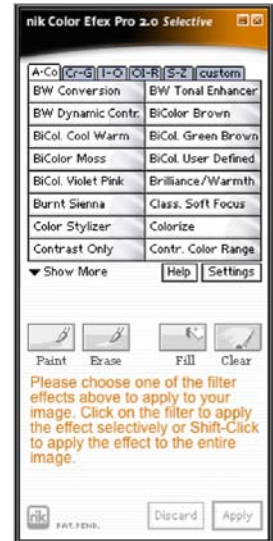 nik Color Efex Pro 2.0 Selective
A-Co Cr-G I-O Ol-R S-Z custom
BW Conversion BW Tonal Enhancer
BW Dynamic Contr. BiColor Brown
BiCol. Cool Warm BiCol. Green Brown
BiColor Moss BiCol. User Defined
BiCol. Violet Pink Brilliance/Warmth
Burnt Sienna Class. Soft Focus
Color Stylizer Colorize
Contrast Only Contr. Color Range
Show More Help Settings
Paint Erase Fill Clear
Please choose one of the filter
effects above to apply to your
image. Click on the filter to apply
the effect selectively or Shift-Click
to apply the effect to the entire
image.
nik PAT.PEND. Discard Apply